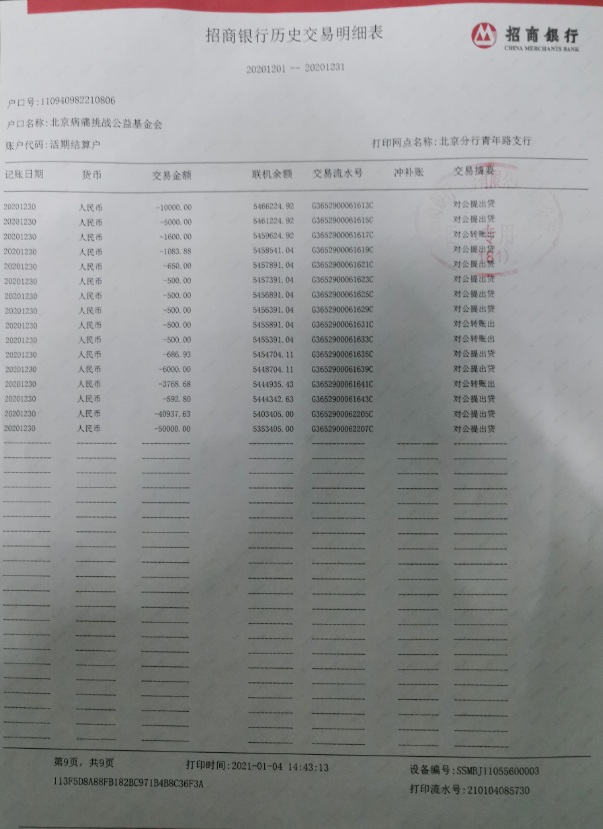 招商银行历史交易明细表
招商银行
CHINA MERCHANTS BANK
20201201 -- 20201231
户口号:110940982210806
户口名称:北京病痛挑战公益基金会
账户代码:活期结算户 打印网点名称:北京分行青年路支行
记账日期 货币 交易金额 联机余额 交易流水号 冲补账 交易摘要
20201230 人民币 -10000.00 5466224.92 G3652900061613C 对公提出贷
20201230 人民币 -5000.00 5461224.92 G3652900061615C 对公提出贷
20201230 人民币 -1600.00 5459624.92 G3652900061617C 对公转账出
20201230 人民币 -1083.88 5458541.04 G3652900061619C 对公提出贷
20201230 人民币 -650.00 5457891.04 G3652900061621C 对公提出贷
20201230 人民币 -500.00 5457391.04 G3652900061623C 对公提出贷
20201230 人民币 -500.00 5456891.04 G3652900061625C 对公提出贷
20201230 人民币 -500.00 5456391.04 G3652900061629C 对公提出贷
20201230 人民币 -500.00 5455891.04 G3652900061631C 对公转账出
20201230 人民币 -500.00 5455391.04 G3652900061633C 对公转账出
20201230 人民币 -686.93 5454704.11 G3652900061635C 对公提出贷
20201230 人民币 -6000.00 5448704.11 G3652900061639C 对公提出贷
20201230 人民币 -3768.68 5444935.43 G3652900061641C 对公转账出
20201230 人民币 -592.80 5444342.63 G3652900061643C 对公提出贷
20201230 人民币 -40937.63 5403405.00 G3652900062205C 对公提出贷
20201230 人民币 -50000.00 5353405.00 G3652900062207C 对公提出贷
第9页, 共9页 打印时间:2021-01-04 14:43:13 设备编号:SSMBJ11055600003
113F5D8A88FB182BC971B4B8C36F3A 打印流水号:210104085730